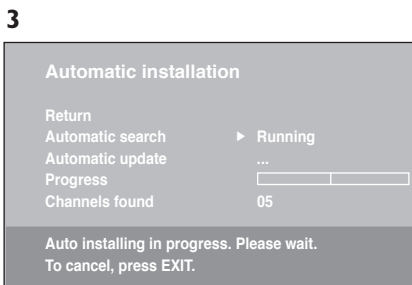 3
Automatic installation
Return
Automatic search ▶ Running
Automatic update ...
Progress
Channels found 05
Auto installing in progress. Please wait.
To cancel, press EXIT.